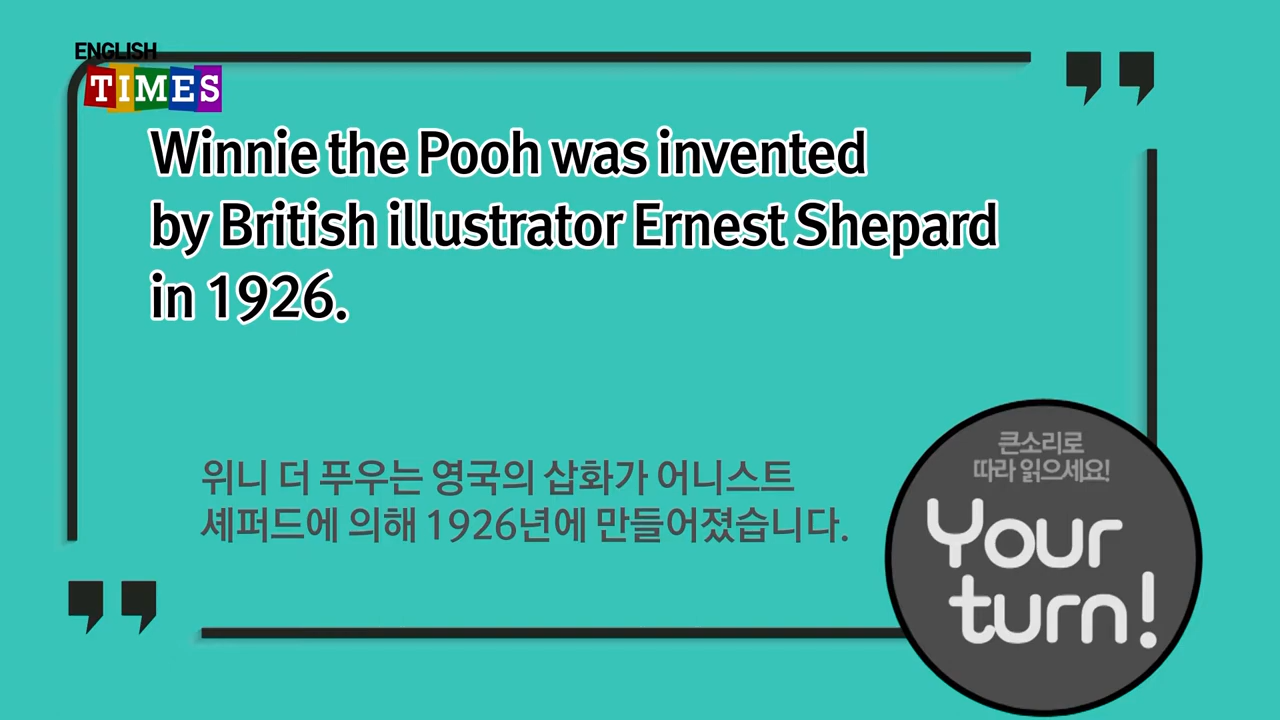 ENGLISH
TIMES
Winnie the Pooh was invented
by British illustrator Ernest Shepard
in 1926.
위니 더 푸우는 영국의 삽화가 어니스트
셰퍼드에 의해 1926년에 만들어졌습니다.
큰소리로
따라 읽으세요!
Your
turn!